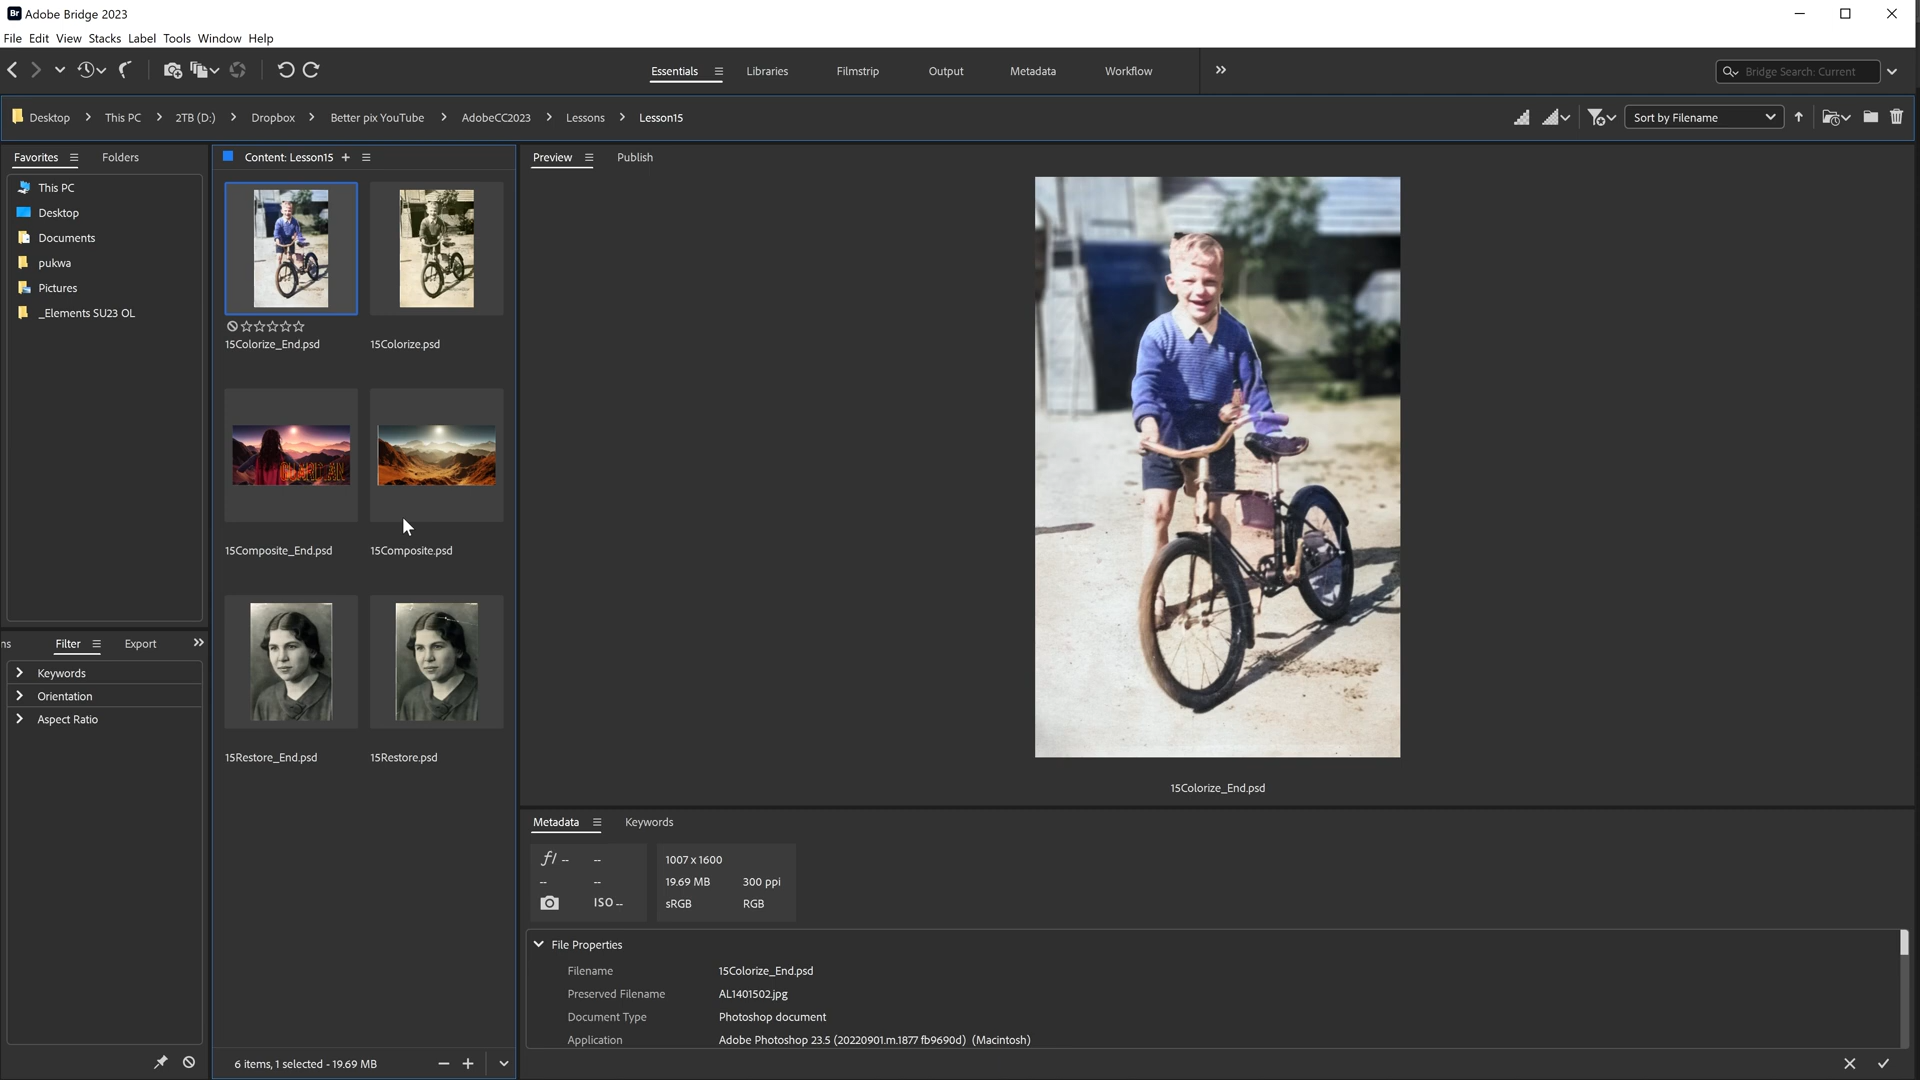 Br Adobe Bridge 2023
File Edit View Stacks Label Tools Window Help
Essentials Libraries Filmstrip Output Metadata Workflow
Bridge Search: Current
Desktop This PC 2TB (D:) Dropbox Better pix YouTube AdobeCC2023 Lessons Lesson15
Sort by Filename
Favorites Folders
This PC
Desktop
Documents
pukwa
Pictures
_Elements SU23 OL
ns Filter Export
Keywords
Orientation
Aspect Ratio
Content: Lesson15
15Colorize_End.psd 15Colorize.psd
15Composite_End.psd 15Composite.psd
15Restore_End.psd 15Restore.psd
6 items, 1 selected - 19.69 MB
Preview Publish
15Colorize_End.psd
Metadata Keywords
f/ -- --
-- --
ISO --
1007 x 1600
19.69 MB 300 ppi
sRGB RGB
File Properties
Filename 15Colorize_End.psd
Preserved Filename AL1401502.jpg
Document Type Photoshop document
Application Adobe Photoshop 23.5 (20220901.m.1877 fb9690d) (Macintosh)